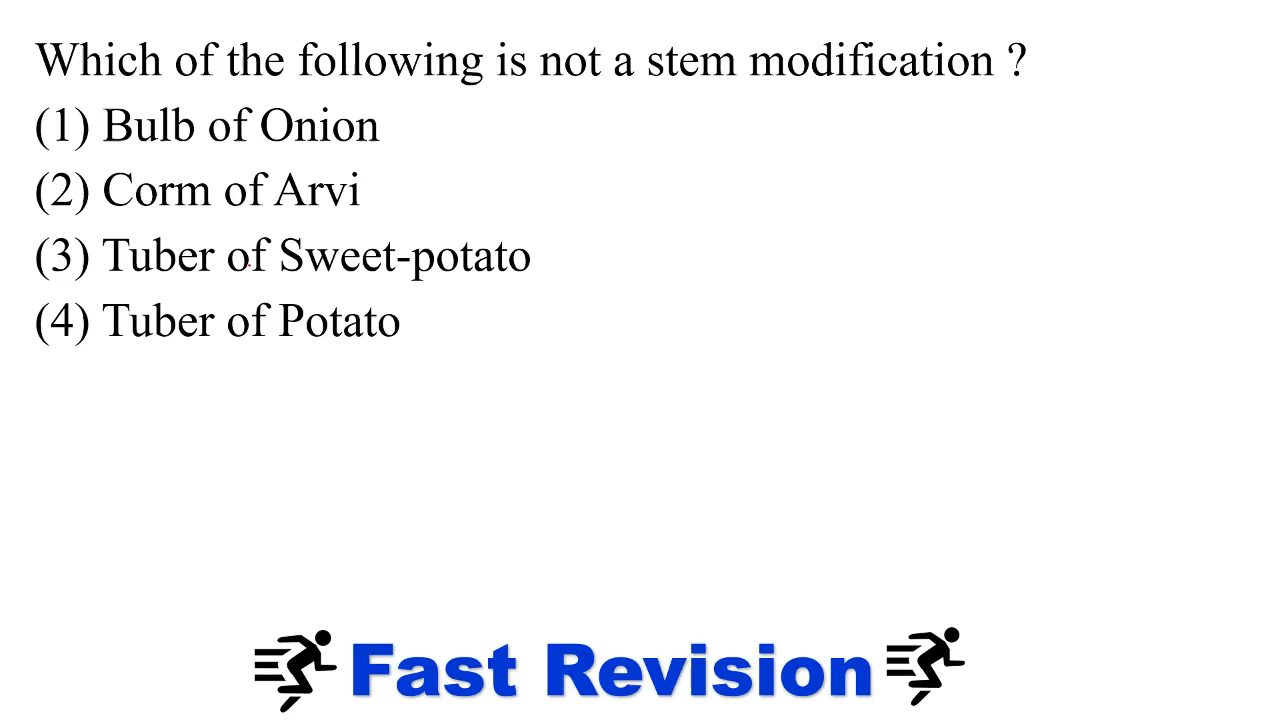 Which of the following is not a stem modification ?
(1) Bulb of Onion
(2) Corm of Arvi
(3) Tuber of Sweet-potato
(4) Tuber of Potato
Fast Revision